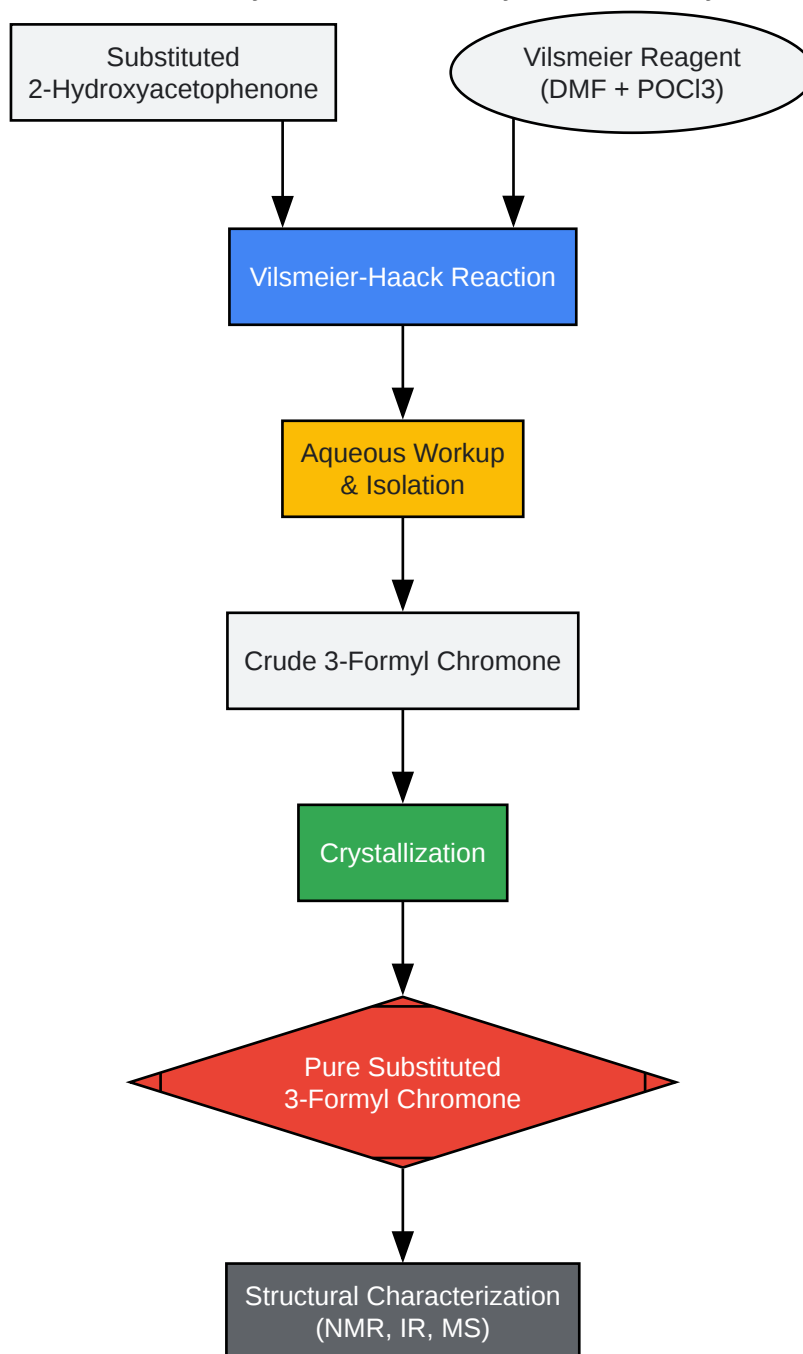 Substituted
2-Hydroxyacetophenone
Vilsmeier Reagent
(DMF + POCl3)
Vilsmeier-Haack Reaction
Aqueous Workup
& Isolation
Crude 3-Formyl Chromone
Crystallization
Pure Substituted
3-Formyl Chromone
Structural Characterization
(NMR, IR, MS)